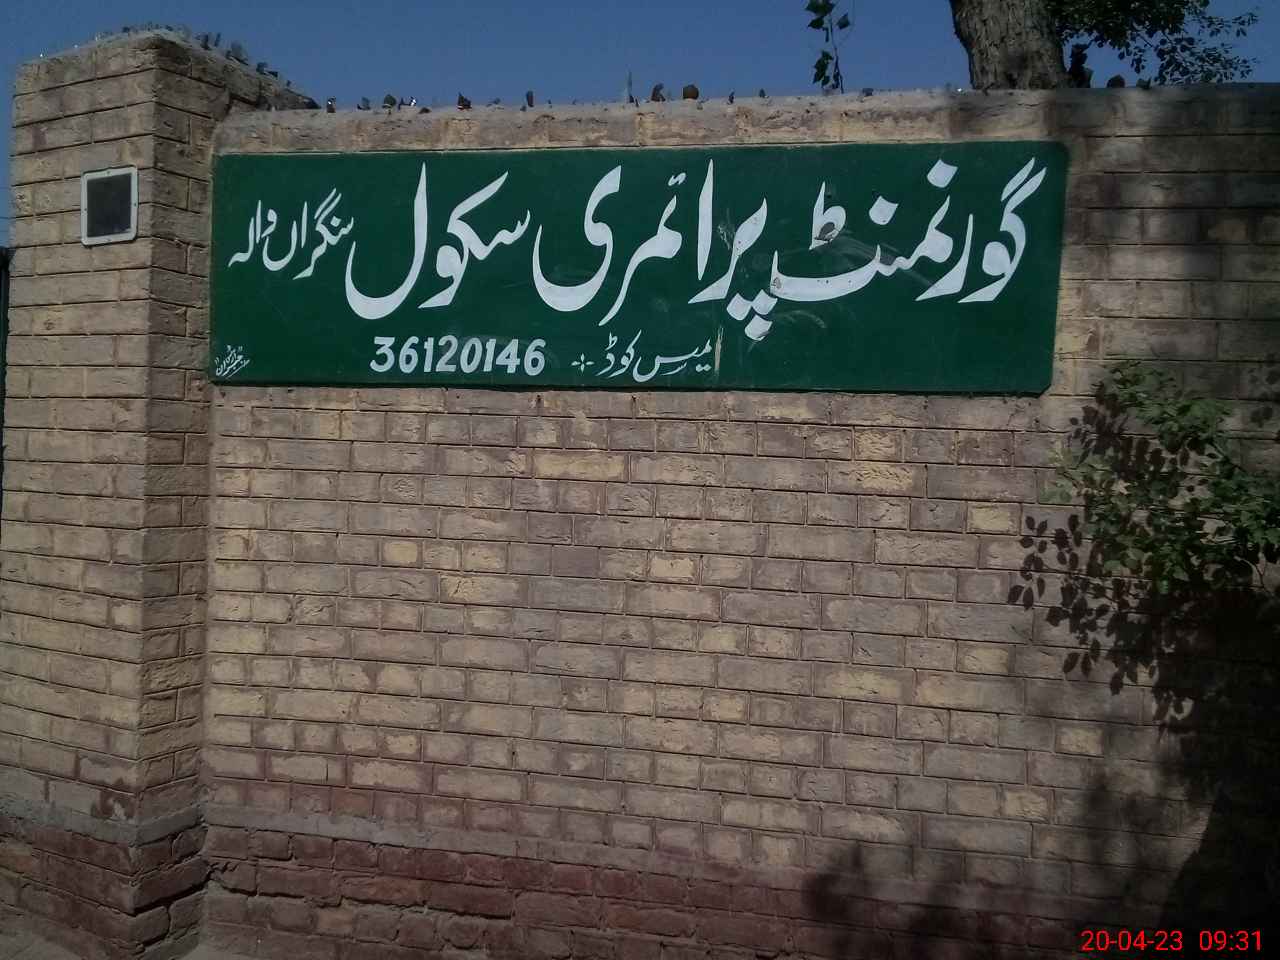 گورنمنٹ پرائمری سکول سنگراں والہ
ایمس کوڈ 36120146
20-04-23 09:31